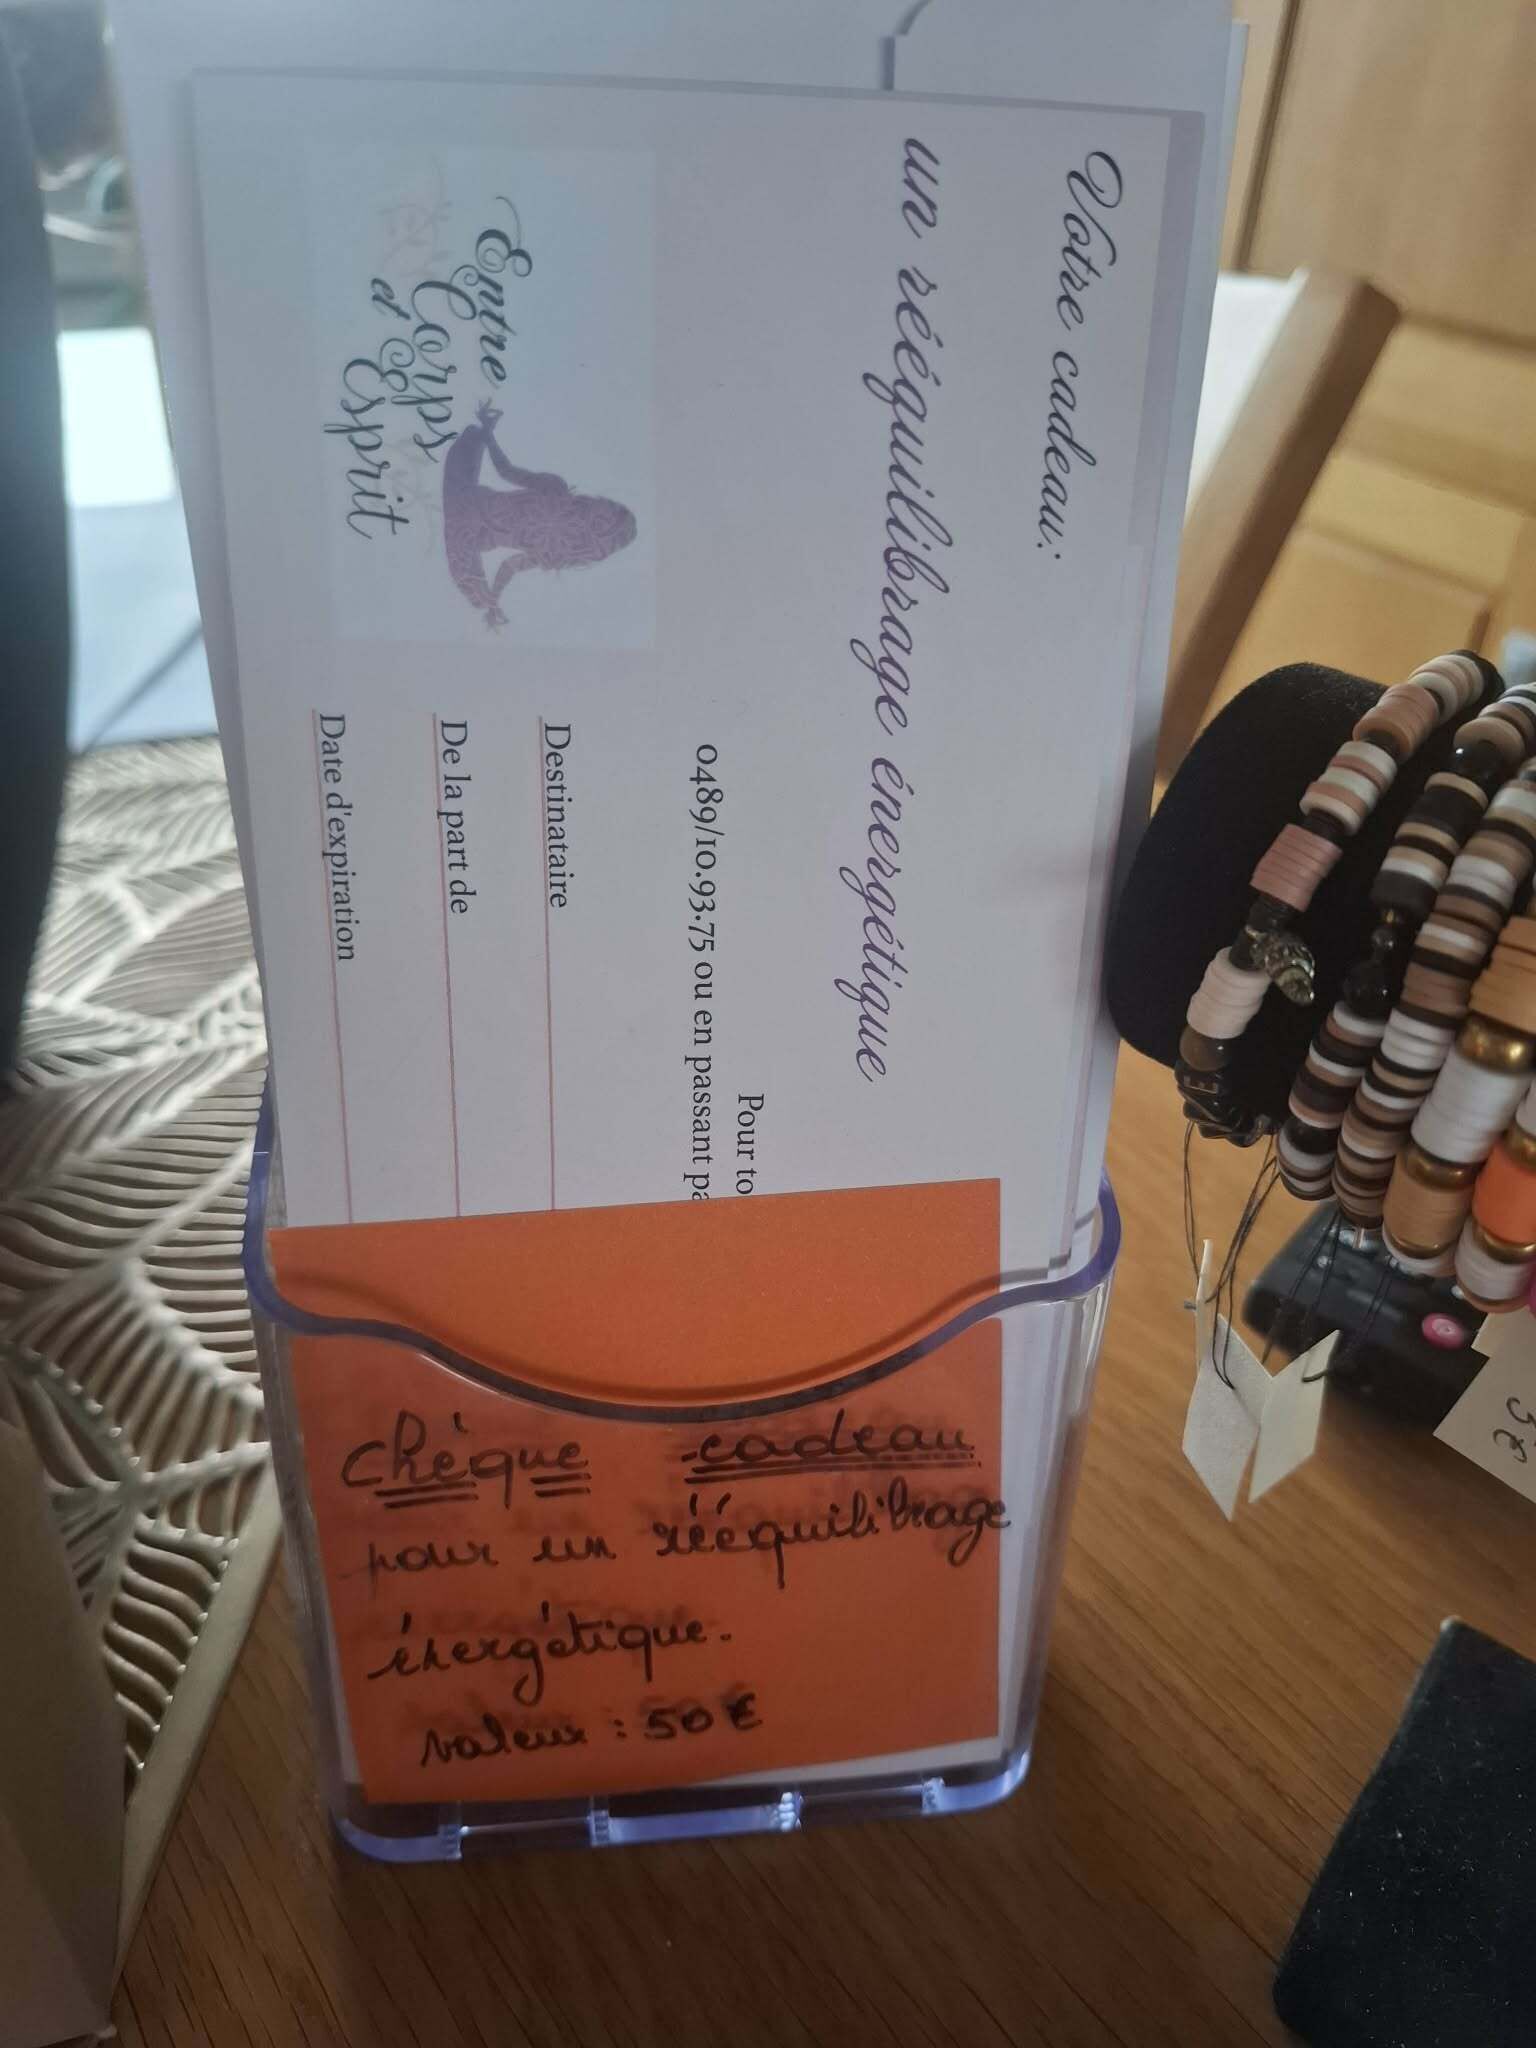 Votre cadeau:
un rééquilibrage énergétique
Pour to
0489/10.93.75 ou en passant pa
Entre
Corps
et Esprit
Destinataire
De la part de
Date d'expiration
Chèque -cadeau
pour un rééquilibrage
énergétique.
valeur : 50 €
5 €
E